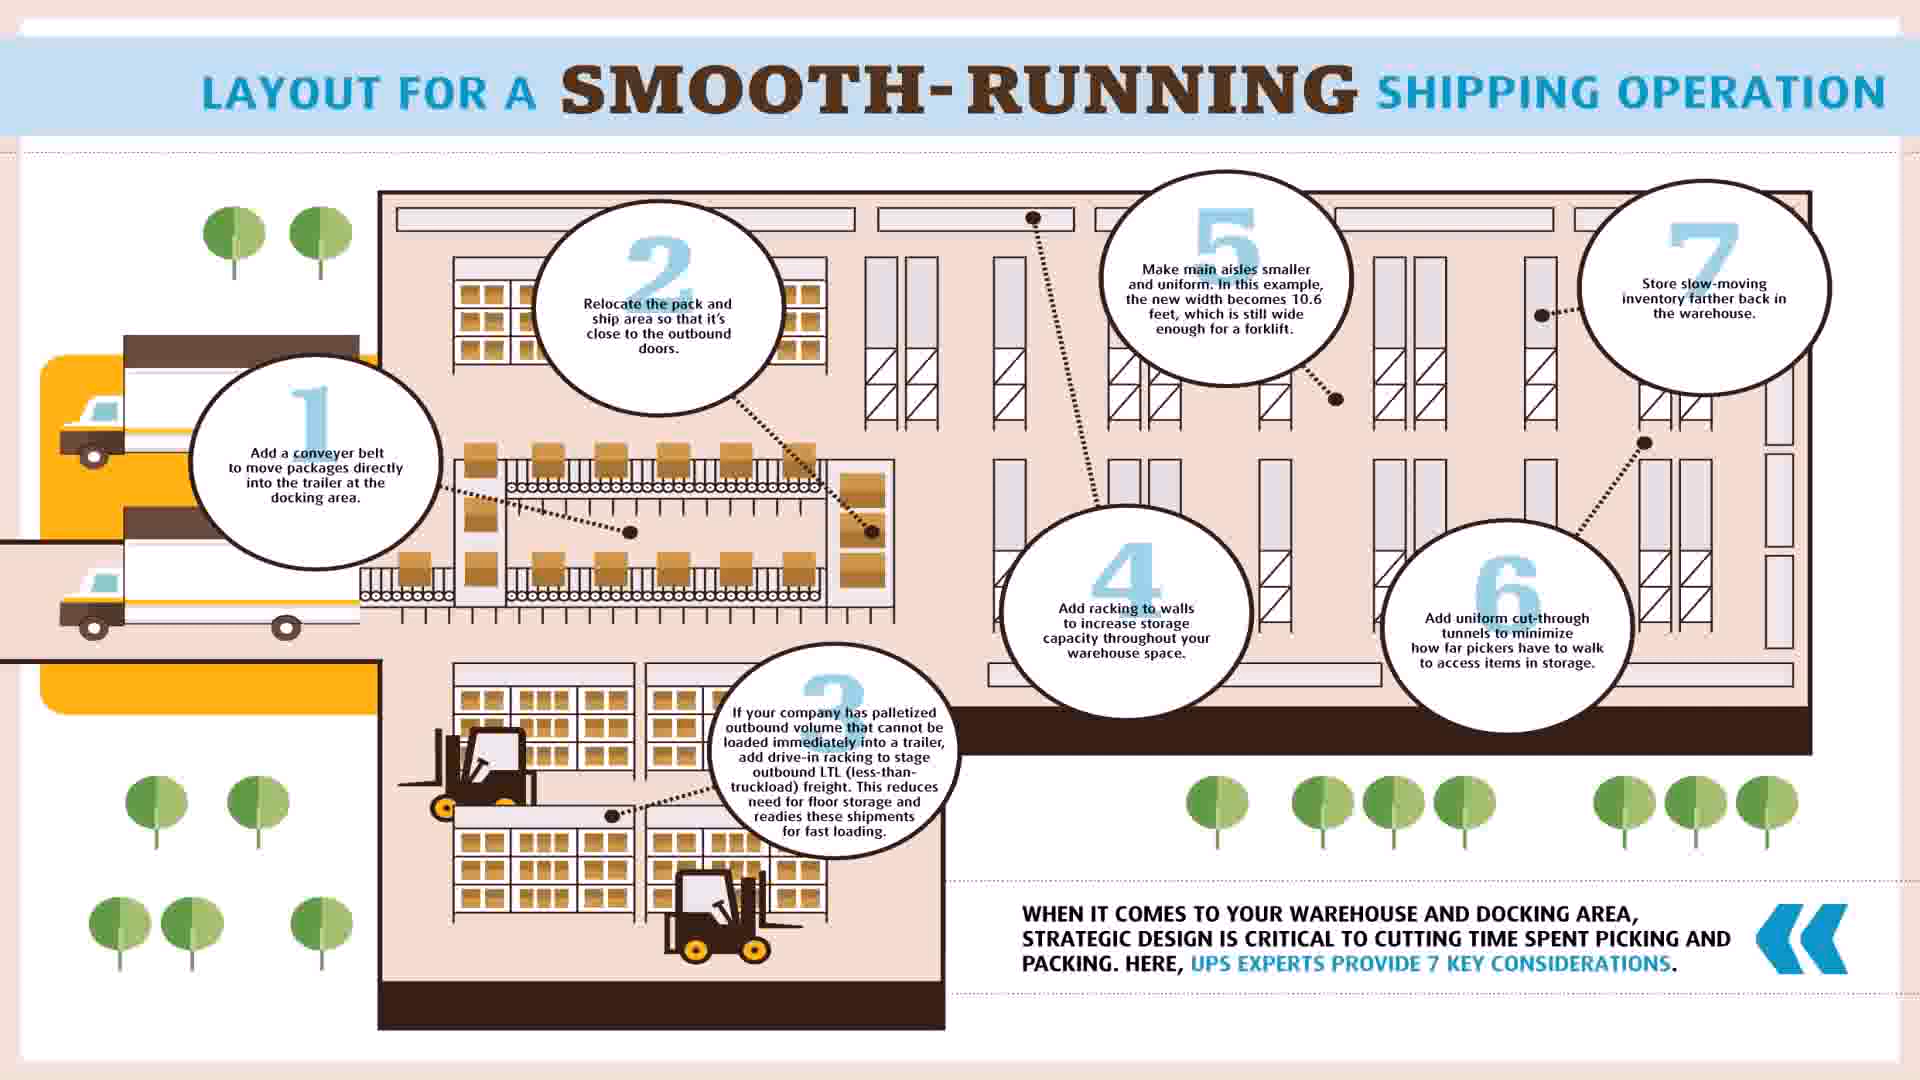 LAYOUT FOR A SMOOTH-RUNNING SHIPPING OPERATION
1
Add a conveyer belt
to move packages directly
into the trailer at the
docking area.
2
Relocate the pack and
ship area so that it's
close to the outbound
doors.
3
If your company has palletized
outbound volume that cannot be
loaded immediately into a trailer,
add drive-in racking to stage
outbound LTL (less-than-
truckload) freight. This reduces
need for floor storage and
readies these shipments
for fast loading.
4
Add racking to walls
to increase storage
capacity throughout your
warehouse space.
5
Make main aisles smaller
and uniform. In this example,
the new width becomes 10.6
feet, which is still wide
enough for a forklift.
6
Add uniform cut-through
tunnels to minimize
how far pickers have to walk
to access items in storage.
7
Store slow-moving
inventory farther back in
the warehouse.
WHEN IT COMES TO YOUR WAREHOUSE AND DOCKING AREA,
STRATEGIC DESIGN IS CRITICAL TO CUTTING TIME SPENT PICKING AND
PACKING. HERE, UPS EXPERTS PROVIDE 7 KEY CONSIDERATIONS.